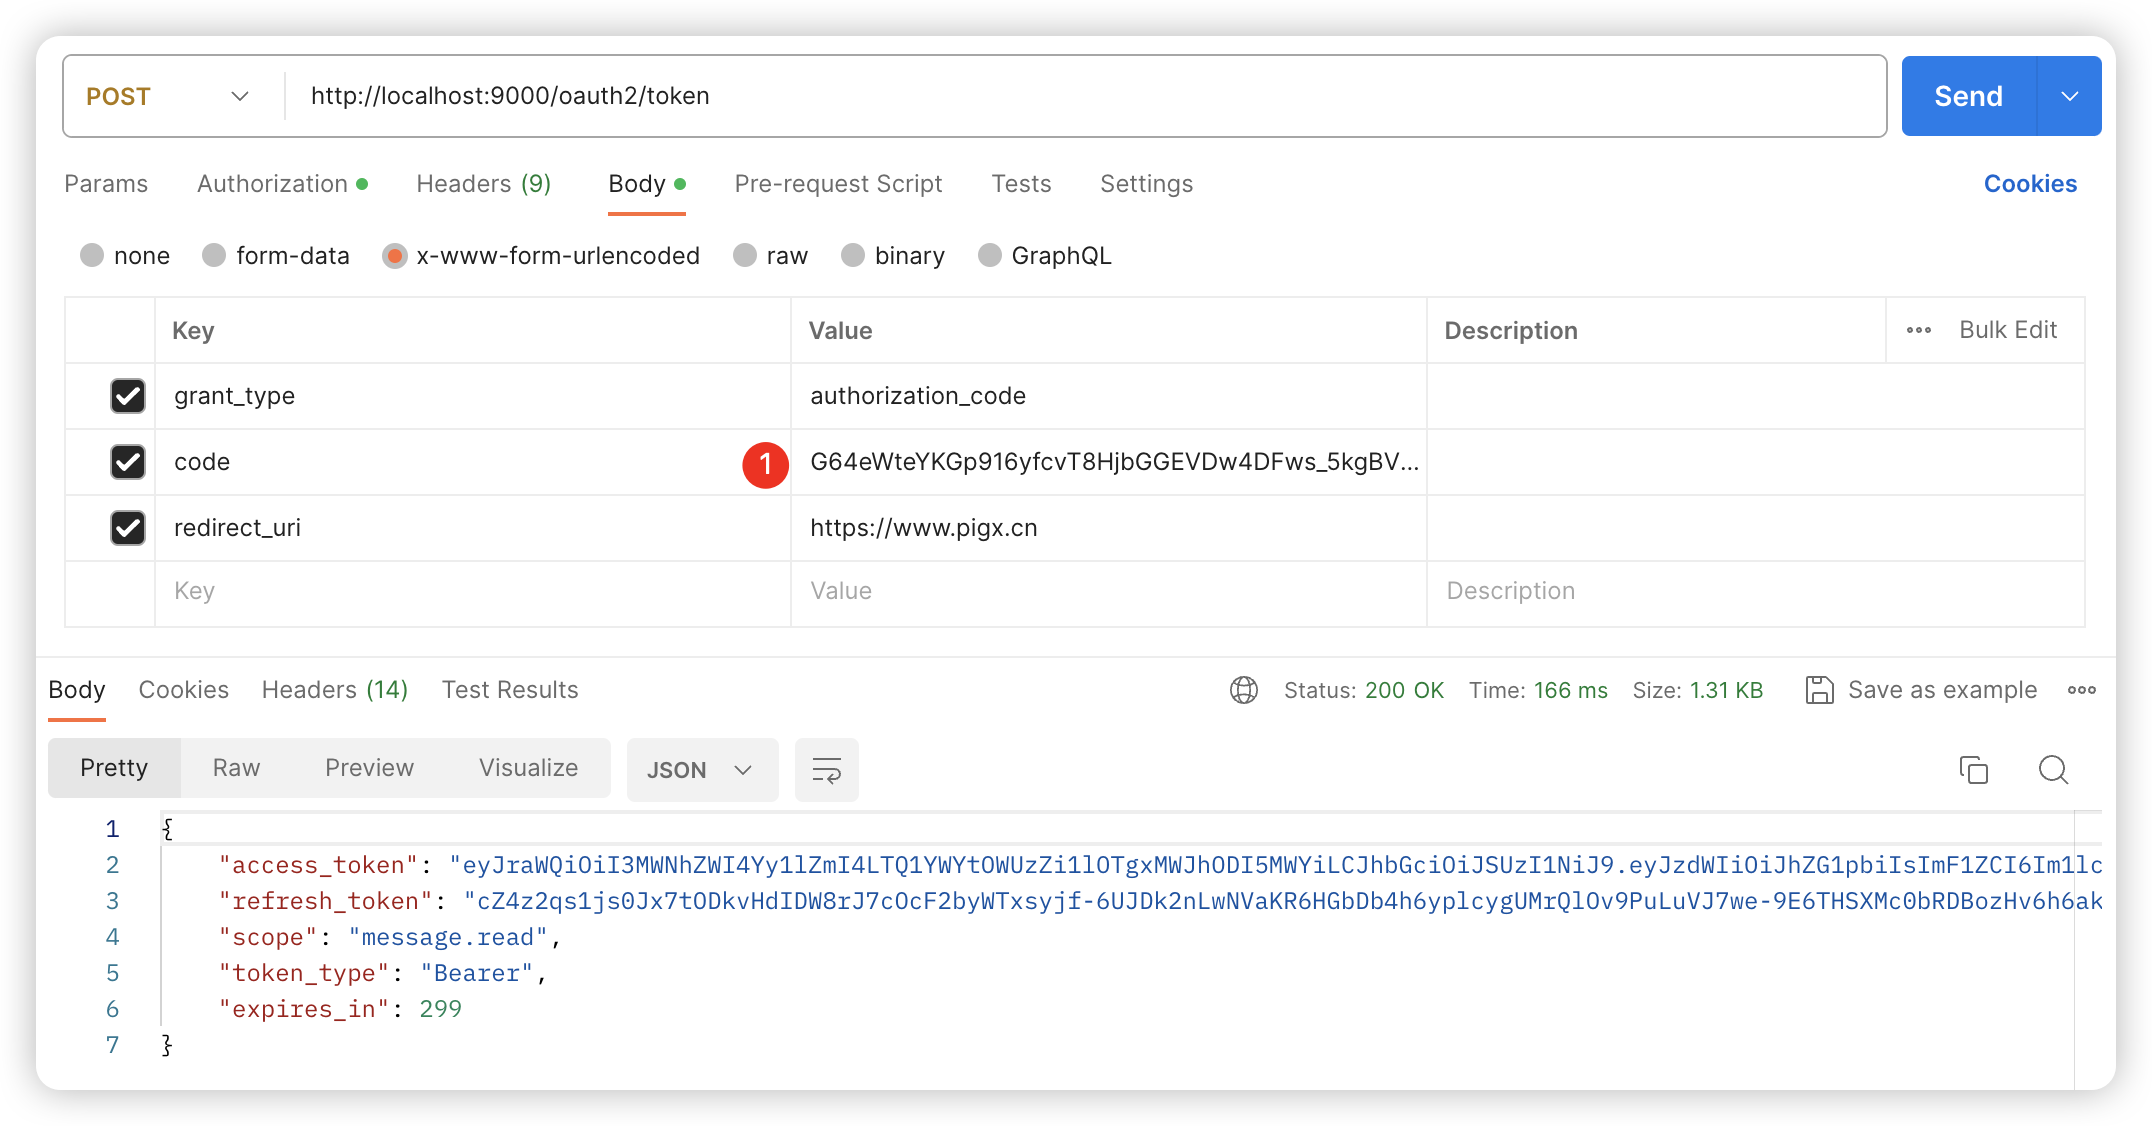 POST http://localhost:9000/oauth2/token Send
Params Authorization Headers (9) Body Pre-request Script Tests Settings Cookies
none form-data x-www-form-urlencoded raw binary GraphQL
Key Value Description Bulk Edit
grant_type authorization_code
code 1 G64eWteYKGp916yfcvT8HjbGGEVDw4DFws_5kgBV...
redirect_uri https://www.pigx.cn
Key Value Description
Body Cookies Headers (14) Test Results Status: 200 OK Time: 166 ms Size: 1.31 KB Save as example
Pretty Raw Preview Visualize JSON
1 {
2 "access_token": "eyJraWQiOiI3MWNhZWI4Yy1lZmI4LTQ1YWYtOWUzZi1lOTgxMWJhODI5MWYiLCJhbGciOiJSUzI1NiJ9.eyJzdWIiOiJhZG1pbiIsImF1ZCI6Im1lc
3 "refresh_token": "cZ4z2qs1js0Jx7tODkvHdIDW8rJ7cOcF2byWTxsyjf-6UJDk2nLwNVaKR6HGbDb4h6yplcygUMrQlOv9PuLuVJ7we-9E6THSXMc0bRDBozHv6h6ak
4 "scope": "message.read",
5 "token_type": "Bearer",
6 "expires_in": 299
7 }